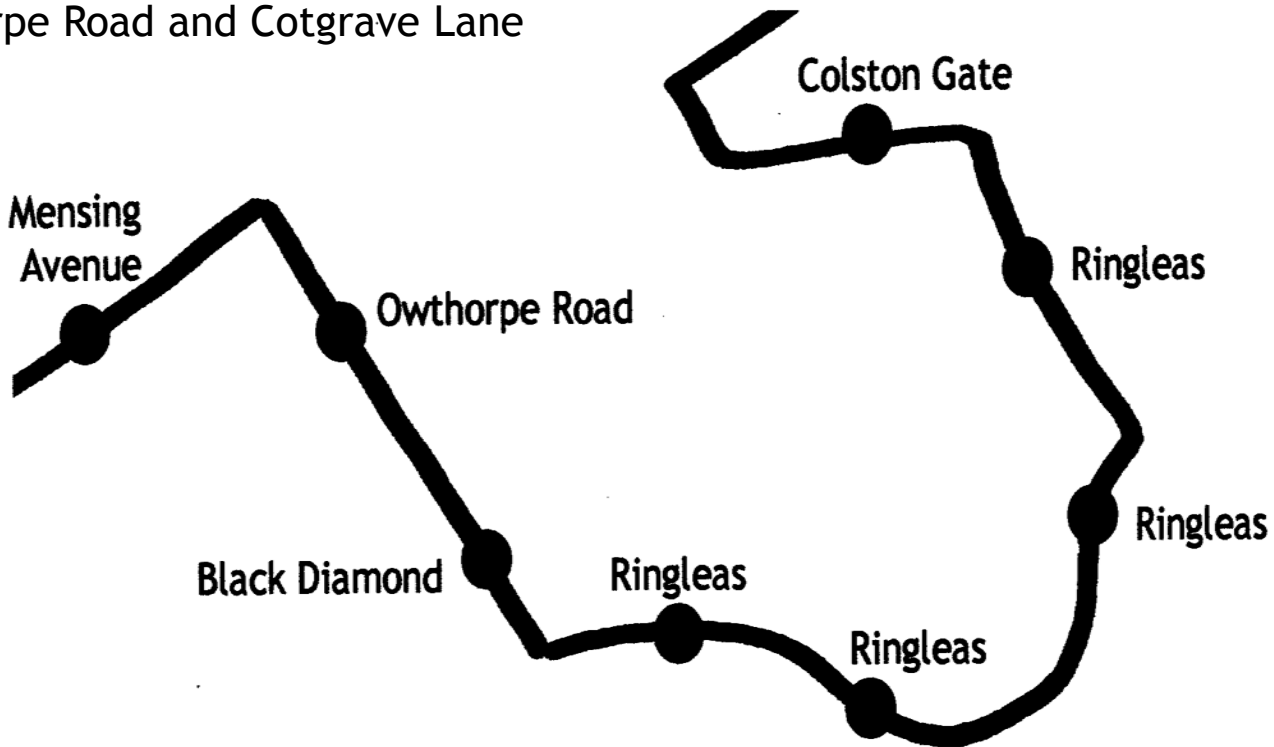 rpe Road and Cotgrave Lane
Colston Gate
Mensing
Avenue
Ringleas
Owthorpe Road
Ringleas
Black Diamond
Ringleas
Ringleas